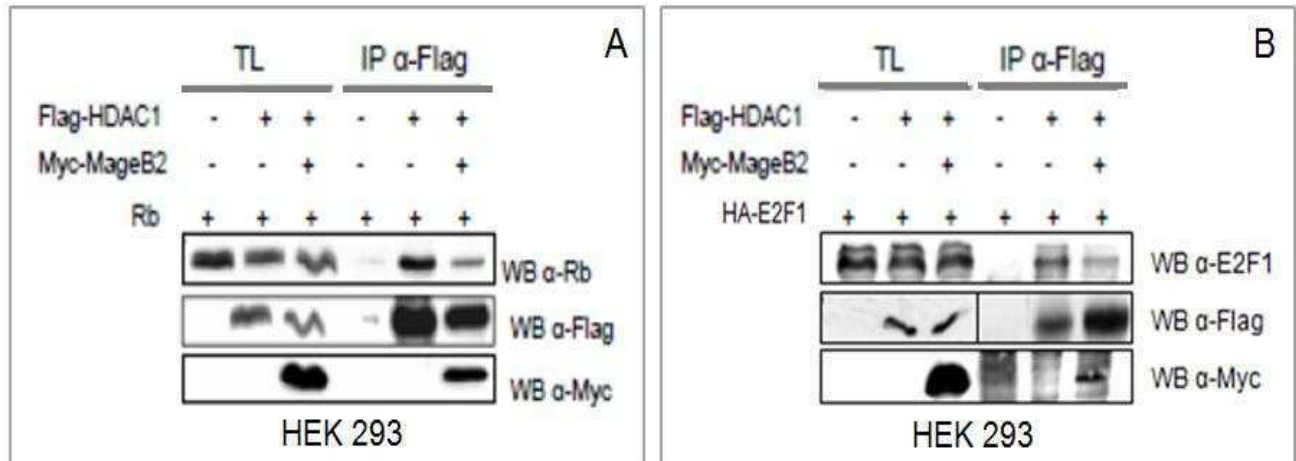 A
TL IP α-Flag
Flag-HDAC1 - + + - + +
Myc-MageB2 - - + - - +
Rb + + + + + +
WB α-Rb
WB α-Flag
WB α-Myc
HEK 293
B
TL IP α-Flag
Flag-HDAC1 - + + - + +
Myc-MageB2 - - + - - +
HA-E2F1 + + + + + +
WB α-E2F1
WB α-Flag
WB α-Myc
HEK 293